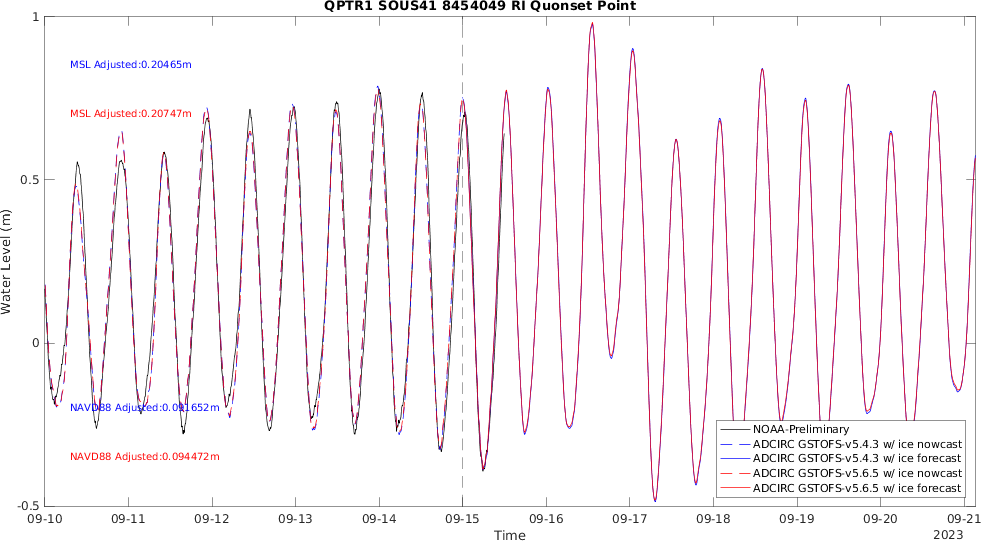 QPTR1 SOUS41 8454049 RI Quonset Point
1
0.5
0
-0.5
Water Level (m)
MSL Adjusted:0.20465m
MSL Adjusted:0.20747m
NAVD88 Adjusted:0.091652m
NAVD88 Adjusted:0.094472m
NOAA-Preliminary
ADCIRC GSTOFS-v5.4.3 w/ ice nowcast
ADCIRC GSTOFS-v5.4.3 w/ ice forecast
ADCIRC GSTOFS-v5.6.5 w/ ice nowcast
ADCIRC GSTOFS-v5.6.5 w/ ice forecast
09-10 09-11 09-12 09-13 09-14 09-15 09-16 09-17 09-18 09-19 09-20 09-21
Time
2023